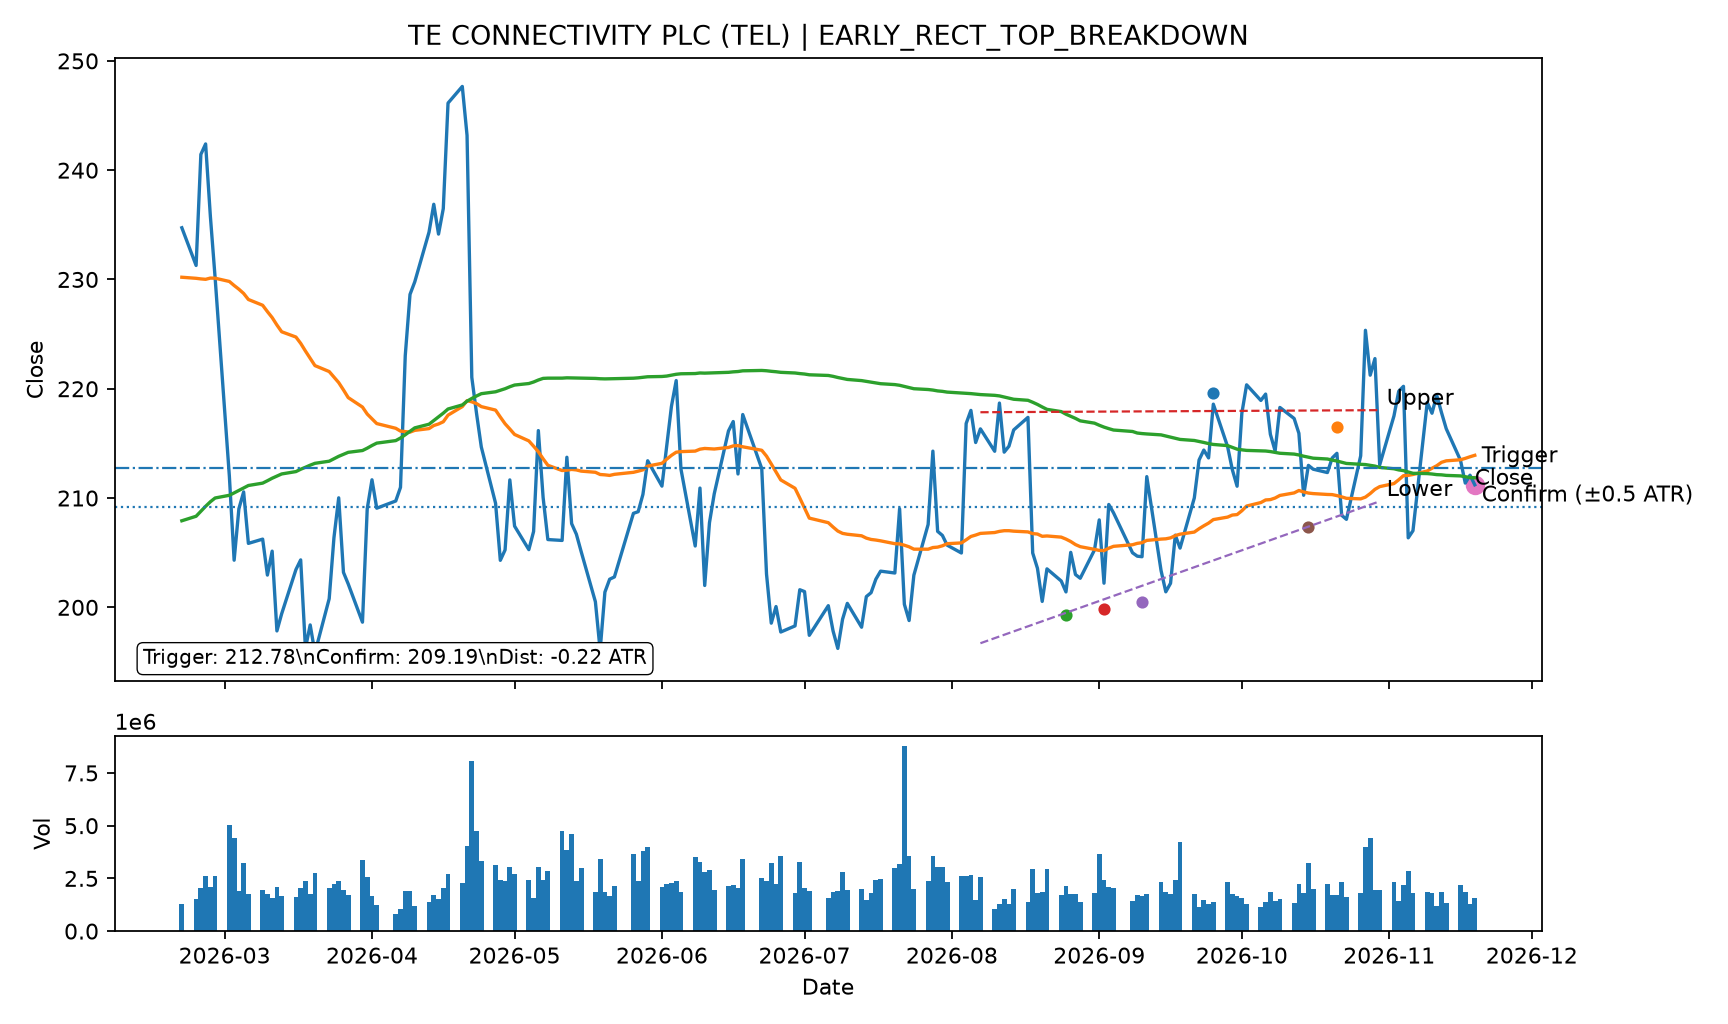 TE CONNECTIVITY PLC (TEL) | EARLY_RECT_TOP_BREAKDOWN
250
240
230
220
210
200
Close
Upper
Trigger
Close
Lower
Confirm (±0.5 ATR)
Trigger: 212.78\nConfirm: 209.19\nDist: -0.22 ATR
1e6
7.5
5.0
2.5
0.0
Vol
2026-03
2026-04
2026-05
2026-06
2026-07
2026-08
2026-09
2026-10
2026-11
2026-12
Date